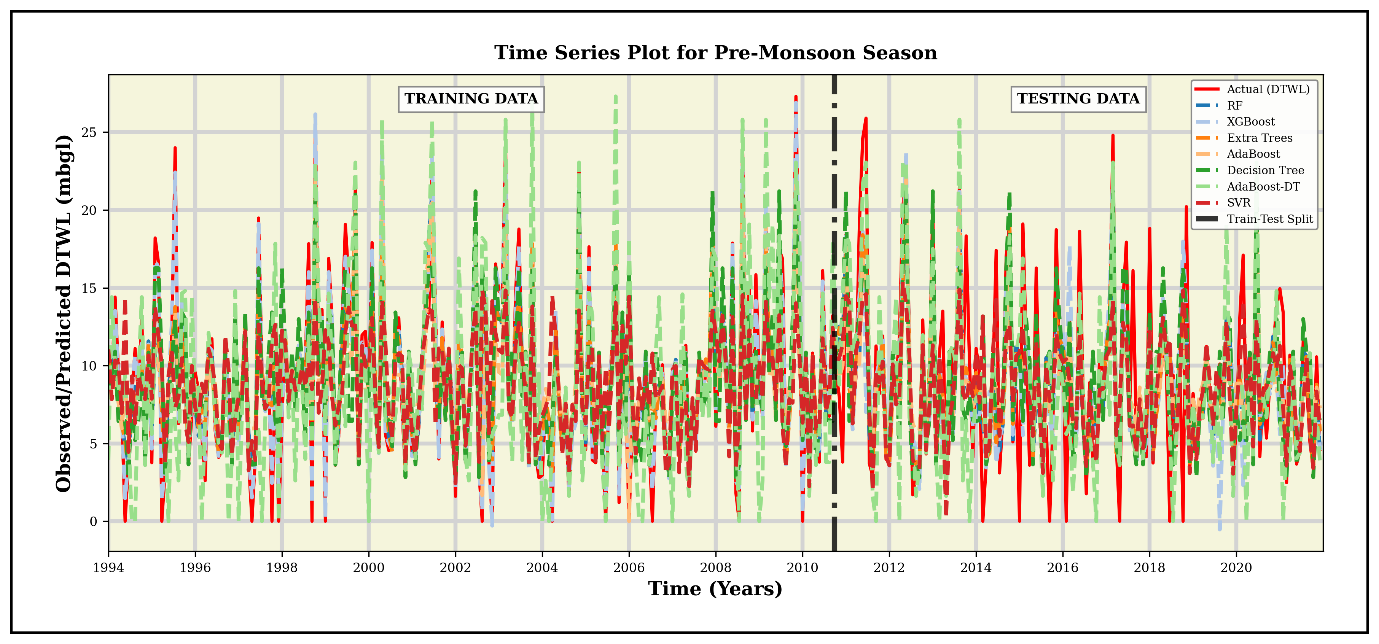 Time Series Plot for Pre-Monsoon Season
TRAINING DATA
TESTING DATA
Actual (DTWL)
RF
XGBoost
Extra Trees
AdaBoost
Decision Tree
AdaBoost-DT
SVR
Train-Test Split
Observed/Predicted DTWL (mbgl)
25
20
15
10
5
0
1994 1996 1998 2000 2002 2004 2006 2008 2010 2012 2014 2016 2018 2020
Time (Years)